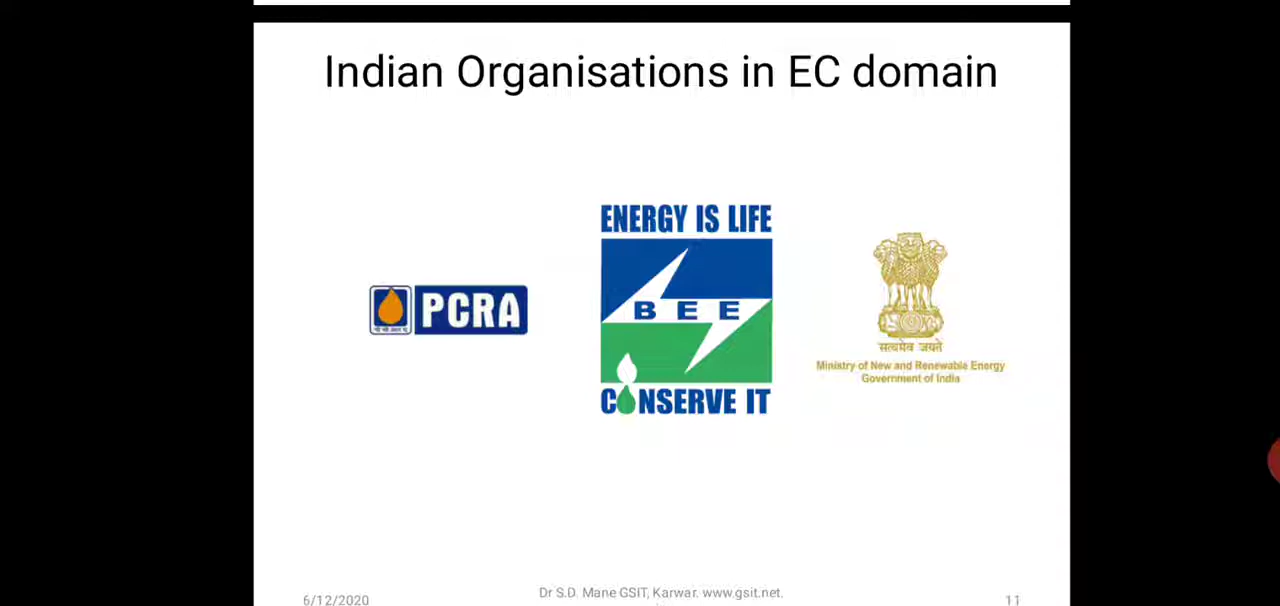 Indian Organisations in EC domain
PCRA
ENERGY IS LIFE
BEE
CONSERVE IT
सत्यमेव जयते
Ministry of New and Renewable Energy
Government of India
6/12/2020
Dr S.D. Mane GSIT, Karwar. www.gsit.net.
11